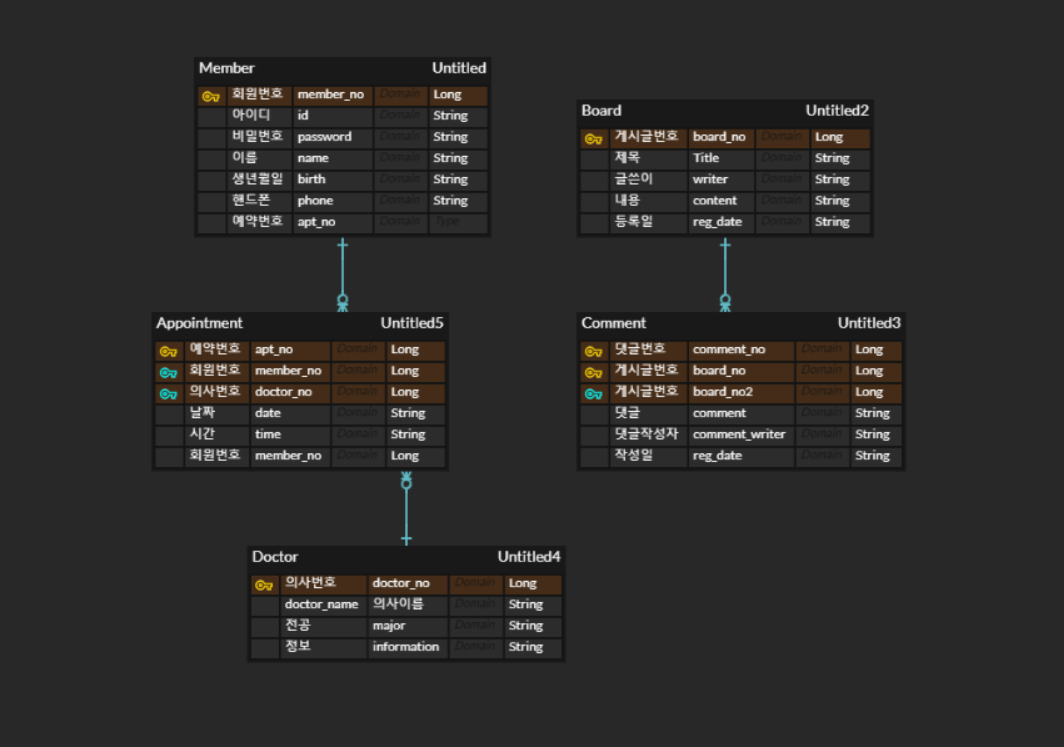 Member Untitled
회원번호 member_no Domain Long
아이디 id Domain String
비밀번호 password Domain String
이름 name Domain String
생년월일 birth Domain String
핸드폰 phone Domain String
예약번호 apt_no Domain Type
Board Untitled2
게시글번호 board_no Domain Long
제목 Title Domain String
글쓴이 writer Domain String
내용 content Domain String
등록일 reg_date Domain String
Appointment Untitled5
예약번호 apt_no Domain Long
회원번호 member_no Domain Long
의사번호 doctor_no Domain Long
날짜 date Domain String
시간 time Domain String
회원번호 member_no Domain Long
Comment Untitled3
댓글번호 comment_no Domain Long
게시글번호 board_no Domain Long
게시글번호 board_no2 Domain Long
댓글 comment Domain String
댓글작성자 comment_writer Domain String
작성일 reg_date Domain String
Doctor Untitled4
의사번호 doctor_no Domain Long
doctor_name 의사이름 Domain String
전공 major Domain String
정보 information Domain String